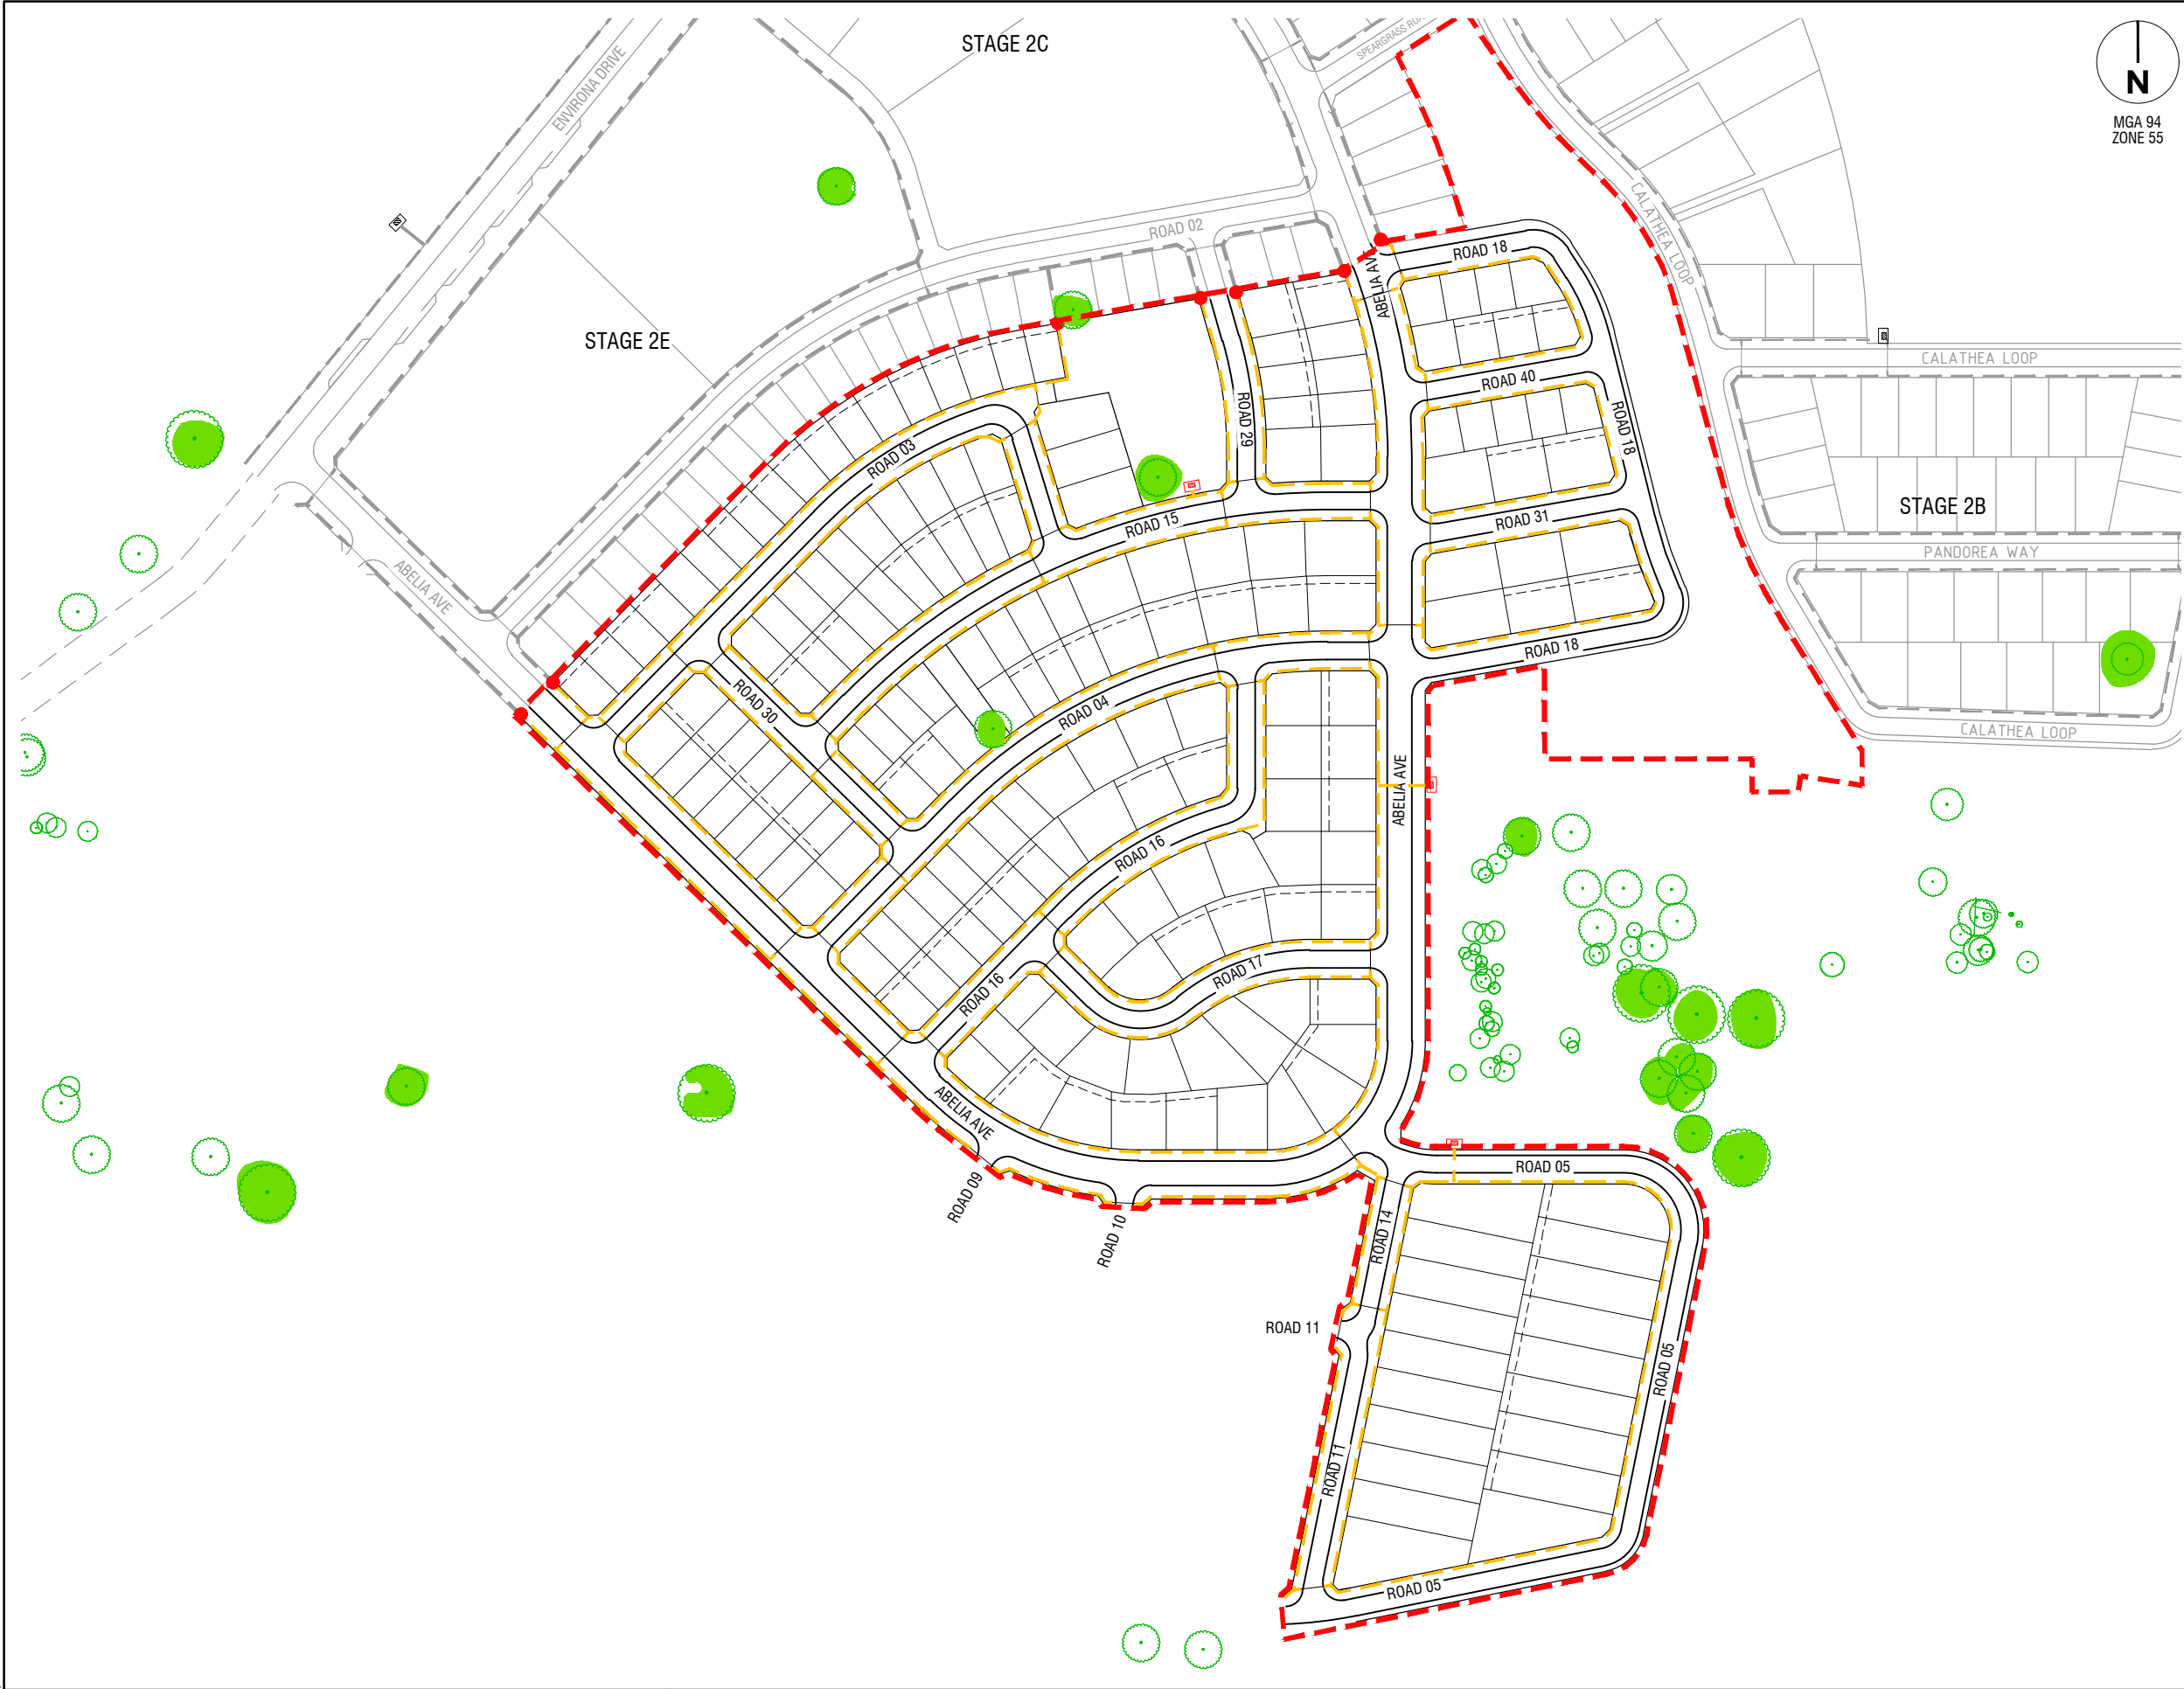 STAGE 2C
SPEARGRASS ROAD
N
MGA 94
ZONE 55
ENVIRONA DRIVE
ROAD 02
CALATHEA LOOP
ROAD 18
ABELIA AVE
STAGE 2E
CALATHEA LOOP
ROAD 40
ROAD 29
ROAD 18
ROAD 03
STAGE 2B
ROAD 15
ROAD 31
PANDOREA WAY
ABELIA AVE
ROAD 18
ROAD 30
ROAD 04
CALATHEA LOOP
ABELIA AVE
ROAD 16
ROAD 17
ROAD 16
ABELIA AVE
ROAD 05
ROAD 09
ROAD 10
ROAD 14
ROAD 11
ROAD 05
ROAD 11
ROAD 05